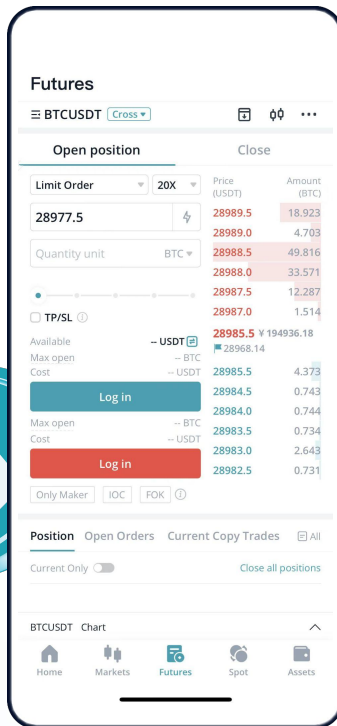 Futures
BTCUSDT Cross
Open position Close
Limit Order 20X
28977.5
Quantity unit BTC
TP/SL
Available -- USDT
Max open -- BTC
Cost -- USDT
Log in
Max open -- BTC
Cost -- USDT
Log in
Only Maker IOC FOK
Price Amount
(USDT) (BTC)
28989.5 18.923
28989.0 4.703
28988.5 49.816
28988.0 33.571
28987.5 12.287
28987.0 1.514
28985.5 ¥194936.18
28968.14
28985.5 4.373
28984.5 0.743
28984.0 0.744
28983.5 0.734
28983.0 2.643
28982.5 0.731
Position Open Orders Current Copy Trades All
Current Only Close all positions
BTCUSDT Chart
Home Markets Futures Spot Assets